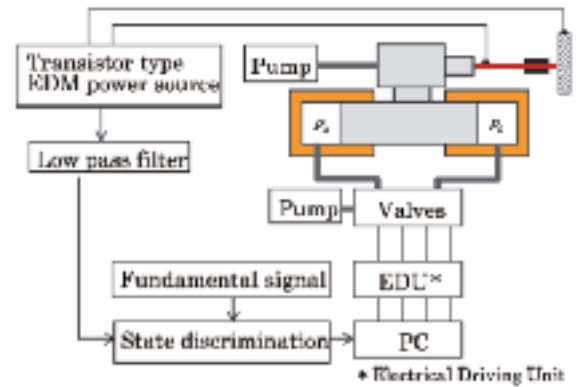 Transistor type
EDM power source
Pump
Low pass filter
Pump
Valves
Fundamental signal
EDU*
State discrimination
PC
* Electrical Driving Unit